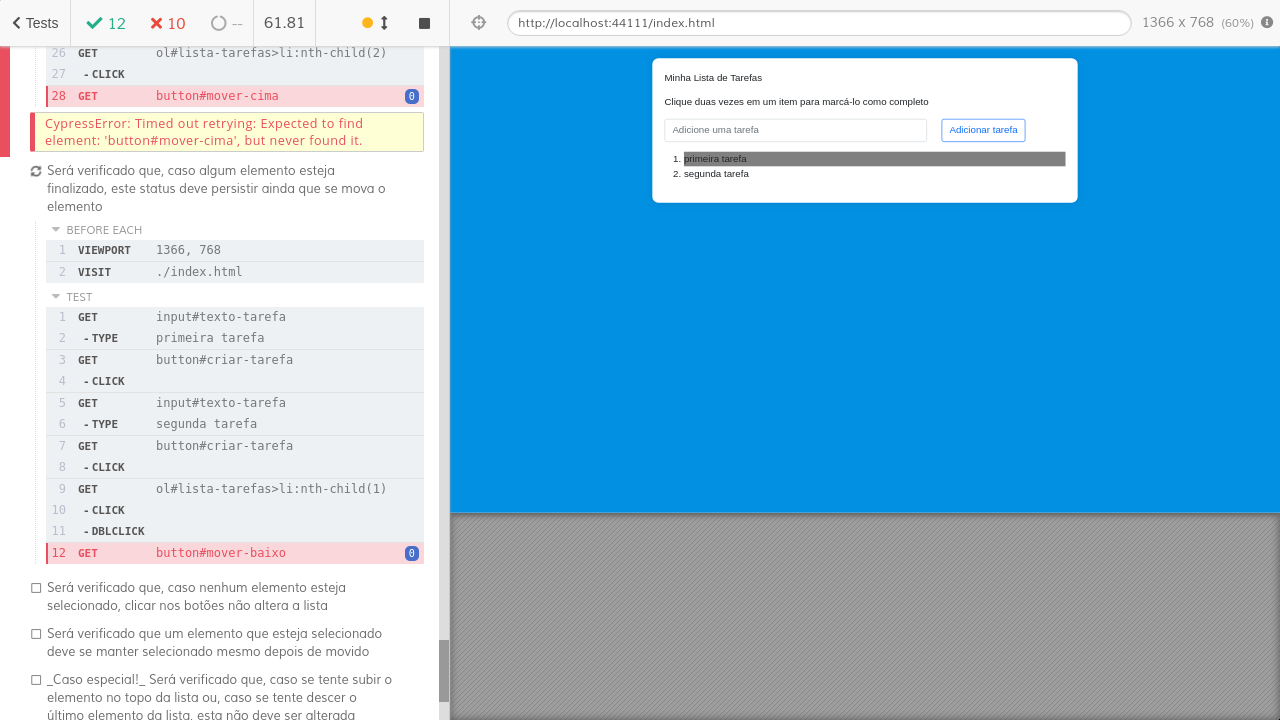 Tests 12 10 -- 61.81
http://localhost:44111/index.html 1366 x 768 (60%)
26 GET ol#lista-tarefas>li:nth-child(2)
27 -CLICK
28 GET button#mover-cima 0
CypressError: Timed out retrying: Expected to find
element: 'button#mover-cima', but never found it.
Será verificado que, caso algum elemento esteja
finalizado, este status deve persistir ainda que se mova o
elemento
BEFORE EACH
1 VIEWPORT 1366, 768
2 VISIT ./index.html
TEST
1 GET input#texto-tarefa
2 -TYPE primeira tarefa
3 GET button#criar-tarefa
4 -CLICK
5 GET input#texto-tarefa
6 -TYPE segunda tarefa
7 GET button#criar-tarefa
8 -CLICK
9 GET ol#lista-tarefas>li:nth-child(1)
10 -CLICK
11 -DBLCLICK
12 GET button#mover-baixo 0
Será verificado que, caso nenhum elemento esteja
selecionado, clicar nos botões não altera a lista
Será verificado que um elemento que esteja selecionado
deve se manter selecionado mesmo depois de movido
_Caso especial!_ Será verificado que, caso se tente subir o
elemento no topo da lista ou, caso se tente descer o
último elemento da lista, esta não deve ser alterada
Minha Lista de Tarefas
Clique duas vezes em um item para marcá-lo como completo
Adicione uma tarefa Adicionar tarefa
1. primeira tarefa
2. segunda tarefa